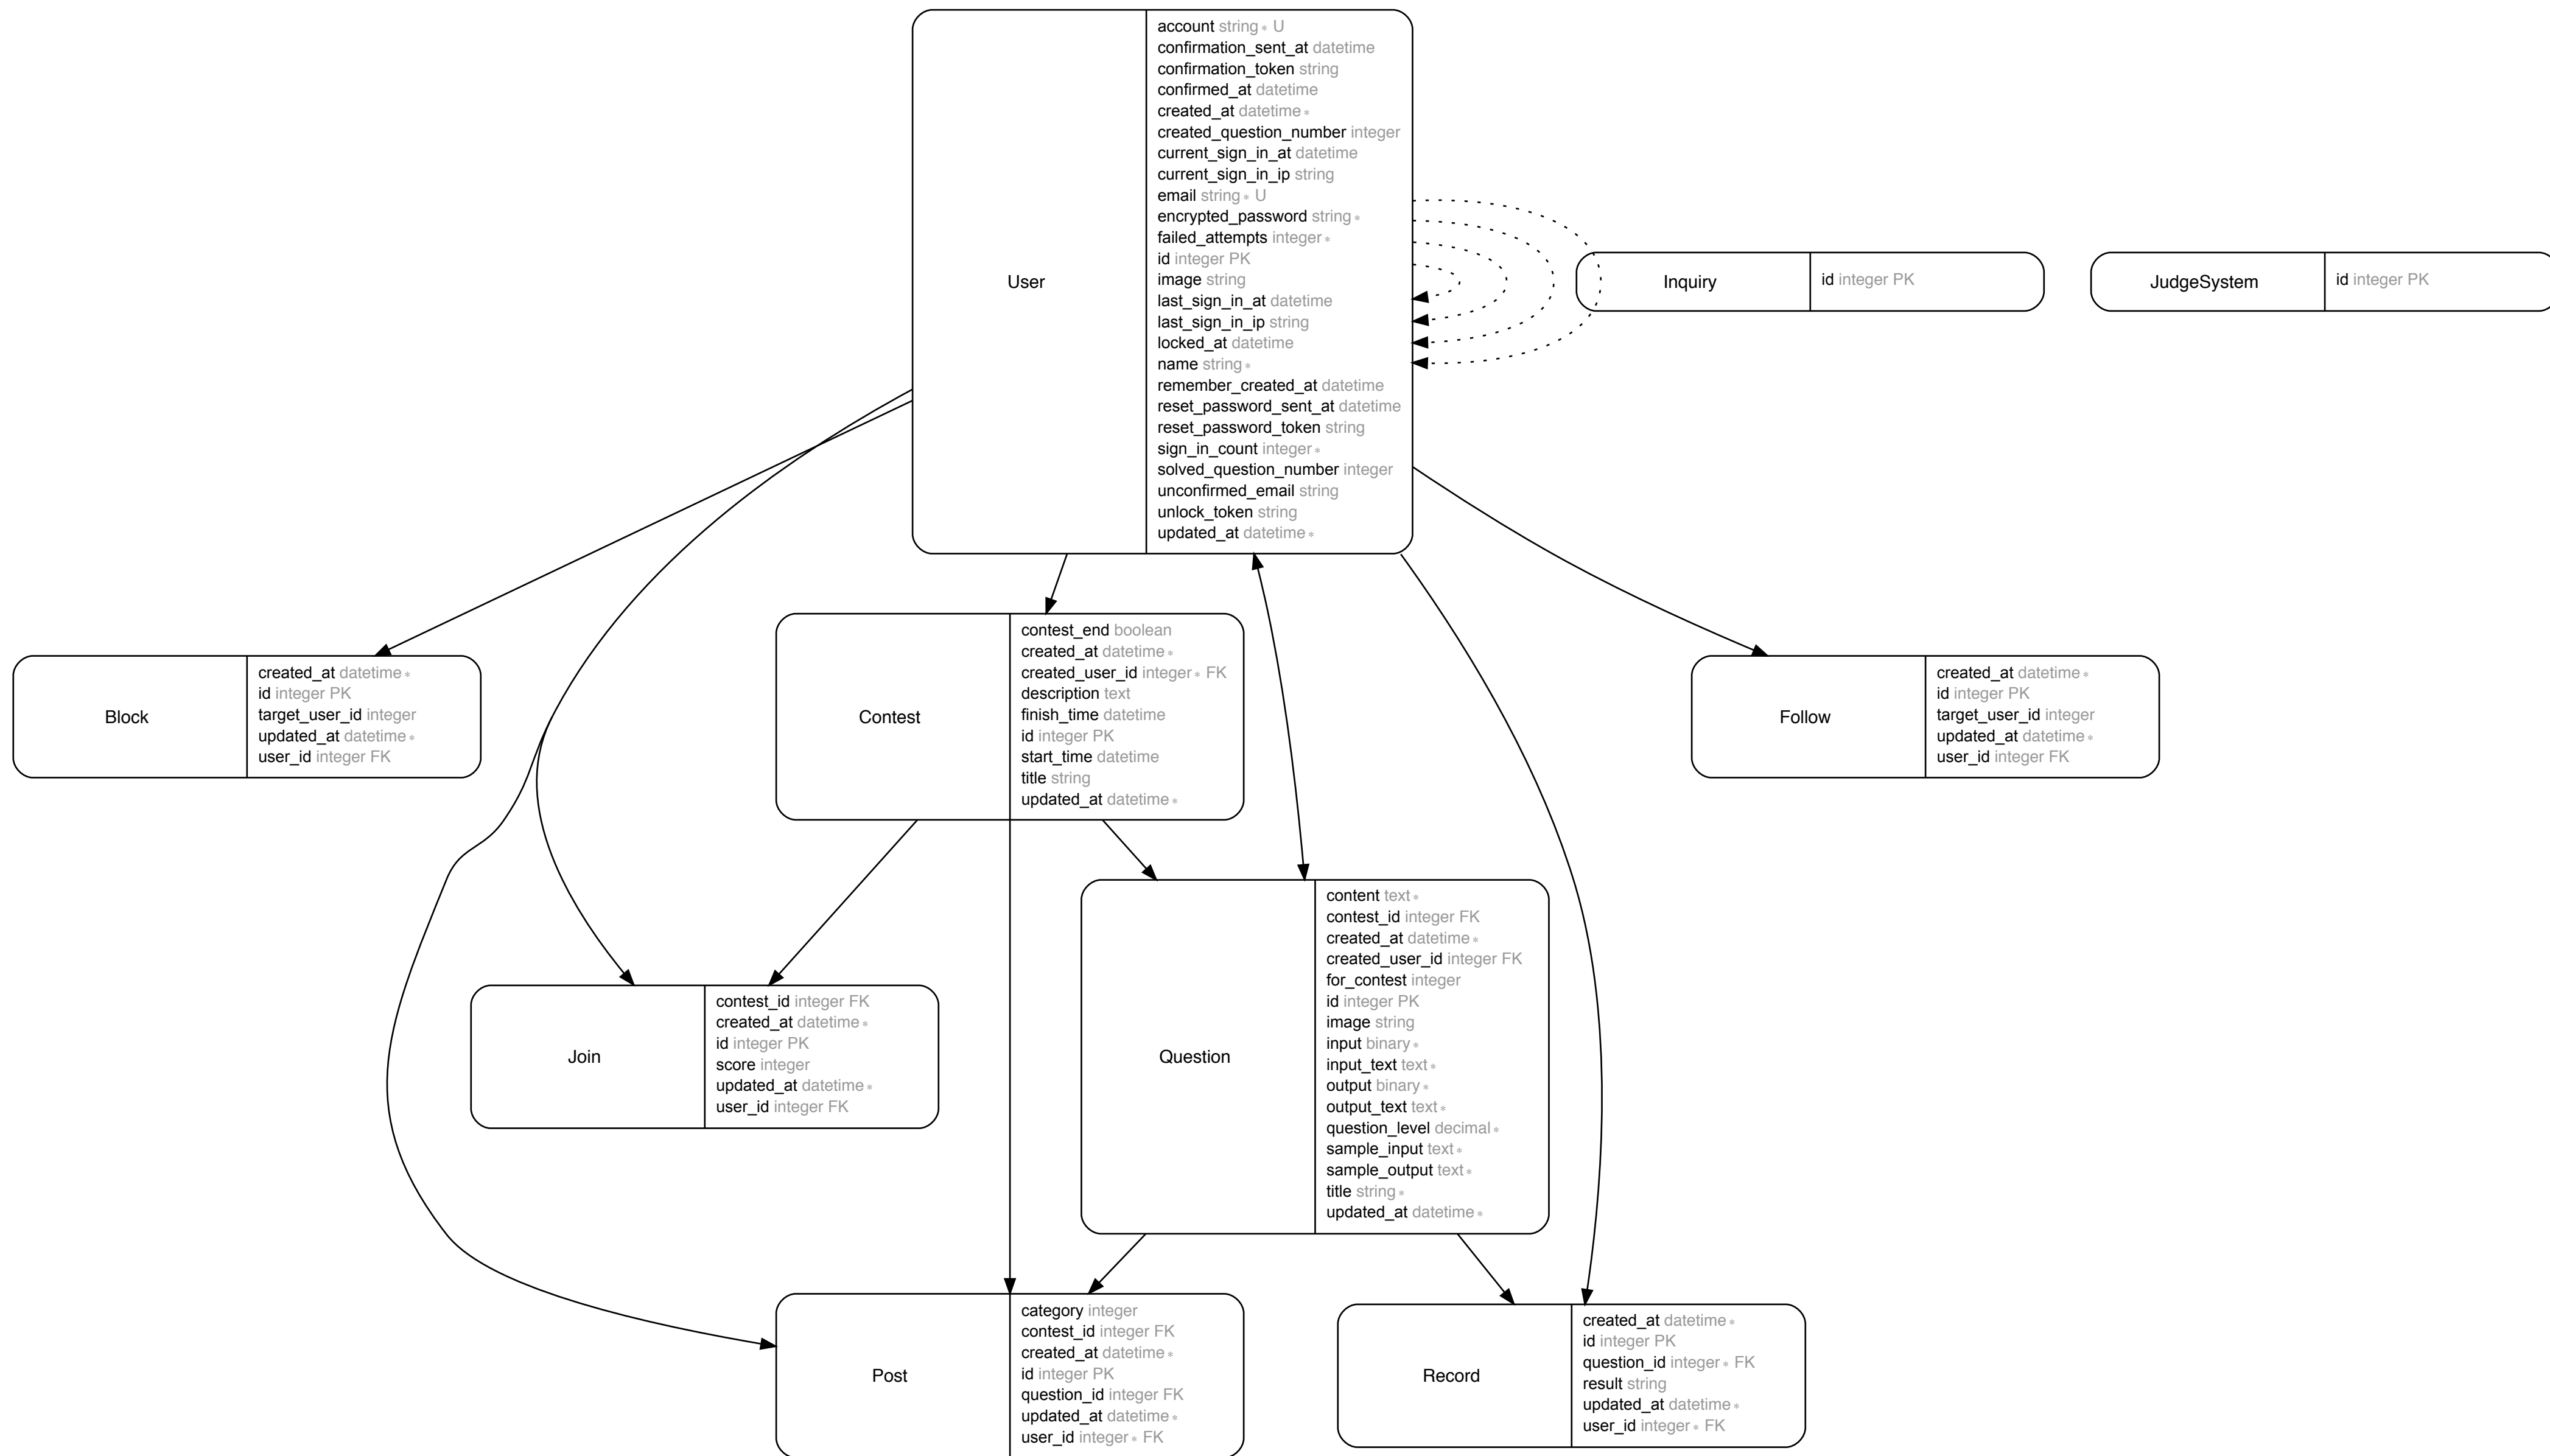 User
account string ∗ U
confirmation_sent_at datetime
confirmation_token string
confirmed_at datetime
created_at datetime ∗
created_question_number integer
current_sign_in_at datetime
current_sign_in_ip string
email string ∗ U
encrypted_password string ∗
failed_attempts integer ∗
id integer PK
image string
last_sign_in_at datetime
last_sign_in_ip string
locked_at datetime
name string ∗
remember_created_at datetime
reset_password_sent_at datetime
reset_password_token string
sign_in_count integer ∗
solved_question_number integer
unconfirmed_email string
unlock_token string
updated_at datetime ∗
Inquiry
id integer PK
JudgeSystem
id integer PK
Block
created_at datetime ∗
id integer PK
target_user_id integer
updated_at datetime ∗
user_id integer FK
Contest
contest_end boolean
created_at datetime ∗
created_user_id integer ∗ FK
description text
finish_time datetime
id integer PK
start_time datetime
title string
updated_at datetime ∗
Follow
created_at datetime ∗
id integer PK
target_user_id integer
updated_at datetime ∗
user_id integer FK
Join
contest_id integer FK
created_at datetime ∗
id integer PK
score integer
updated_at datetime ∗
user_id integer FK
Question
content text ∗
contest_id integer FK
created_at datetime ∗
created_user_id integer FK
for_contest integer
id integer PK
image string
input binary ∗
input_text text ∗
output binary ∗
output_text text ∗
question_level decimal ∗
sample_input text ∗
sample_output text ∗
title string ∗
updated_at datetime ∗
Post
category integer
contest_id integer FK
created_at datetime ∗
id integer PK
question_id integer FK
updated_at datetime ∗
user_id integer ∗ FK
Record
created_at datetime ∗
id integer PK
question_id integer ∗ FK
result string
updated_at datetime ∗
user_id integer ∗ FK